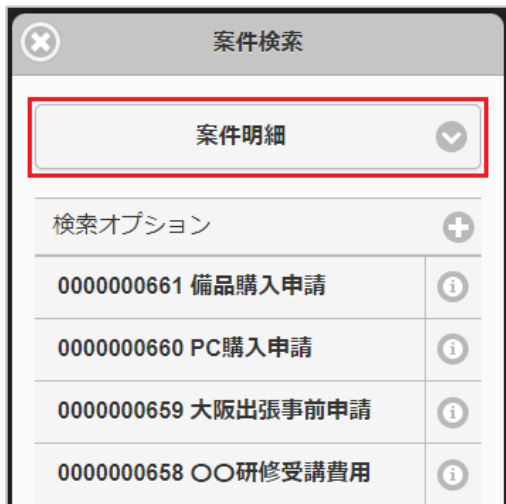 案件検索
案件明細
検索オプション
0000000661 備品購入申請
0000000660 PC購入申請
0000000659 大阪出張事前申請
0000000658 〇〇研修受講費用